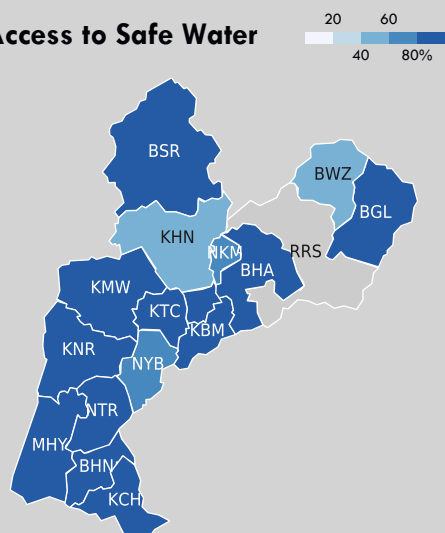 Access to Safe Water
20 60
40 80%
BSR
BWZ
BGL
KHN
NKM
RRS
BHA
KMW
KTC
KBM
KNR
NYB
NTR
MHY
BHN
KCH